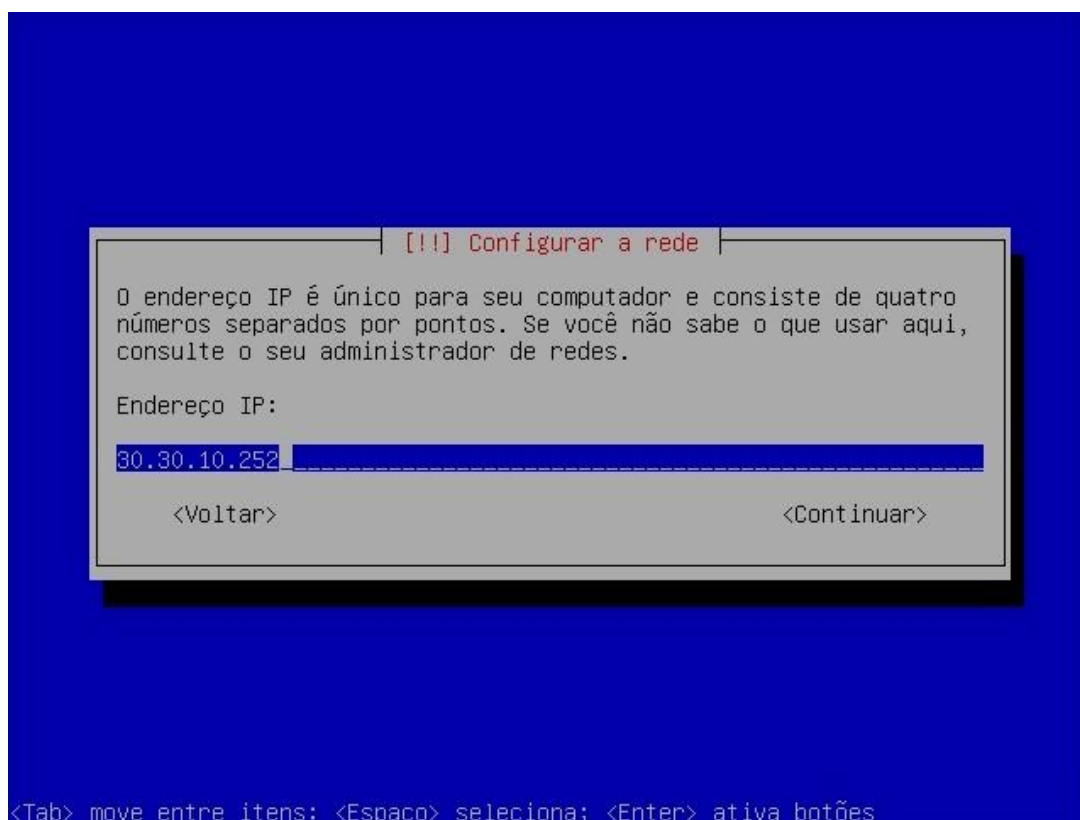 [!!] Configurar a rede
O endereço IP é único para seu computador e consiste de quatro
números separados por pontos. Se você não sabe o que usar aqui,
consulte o seu administrador de redes.
Endereço IP:
30.30.10.252
<Voltar> <Continuar>
<Tab> move entre itens; <Espaço> seleciona; <Enter> ativa botões